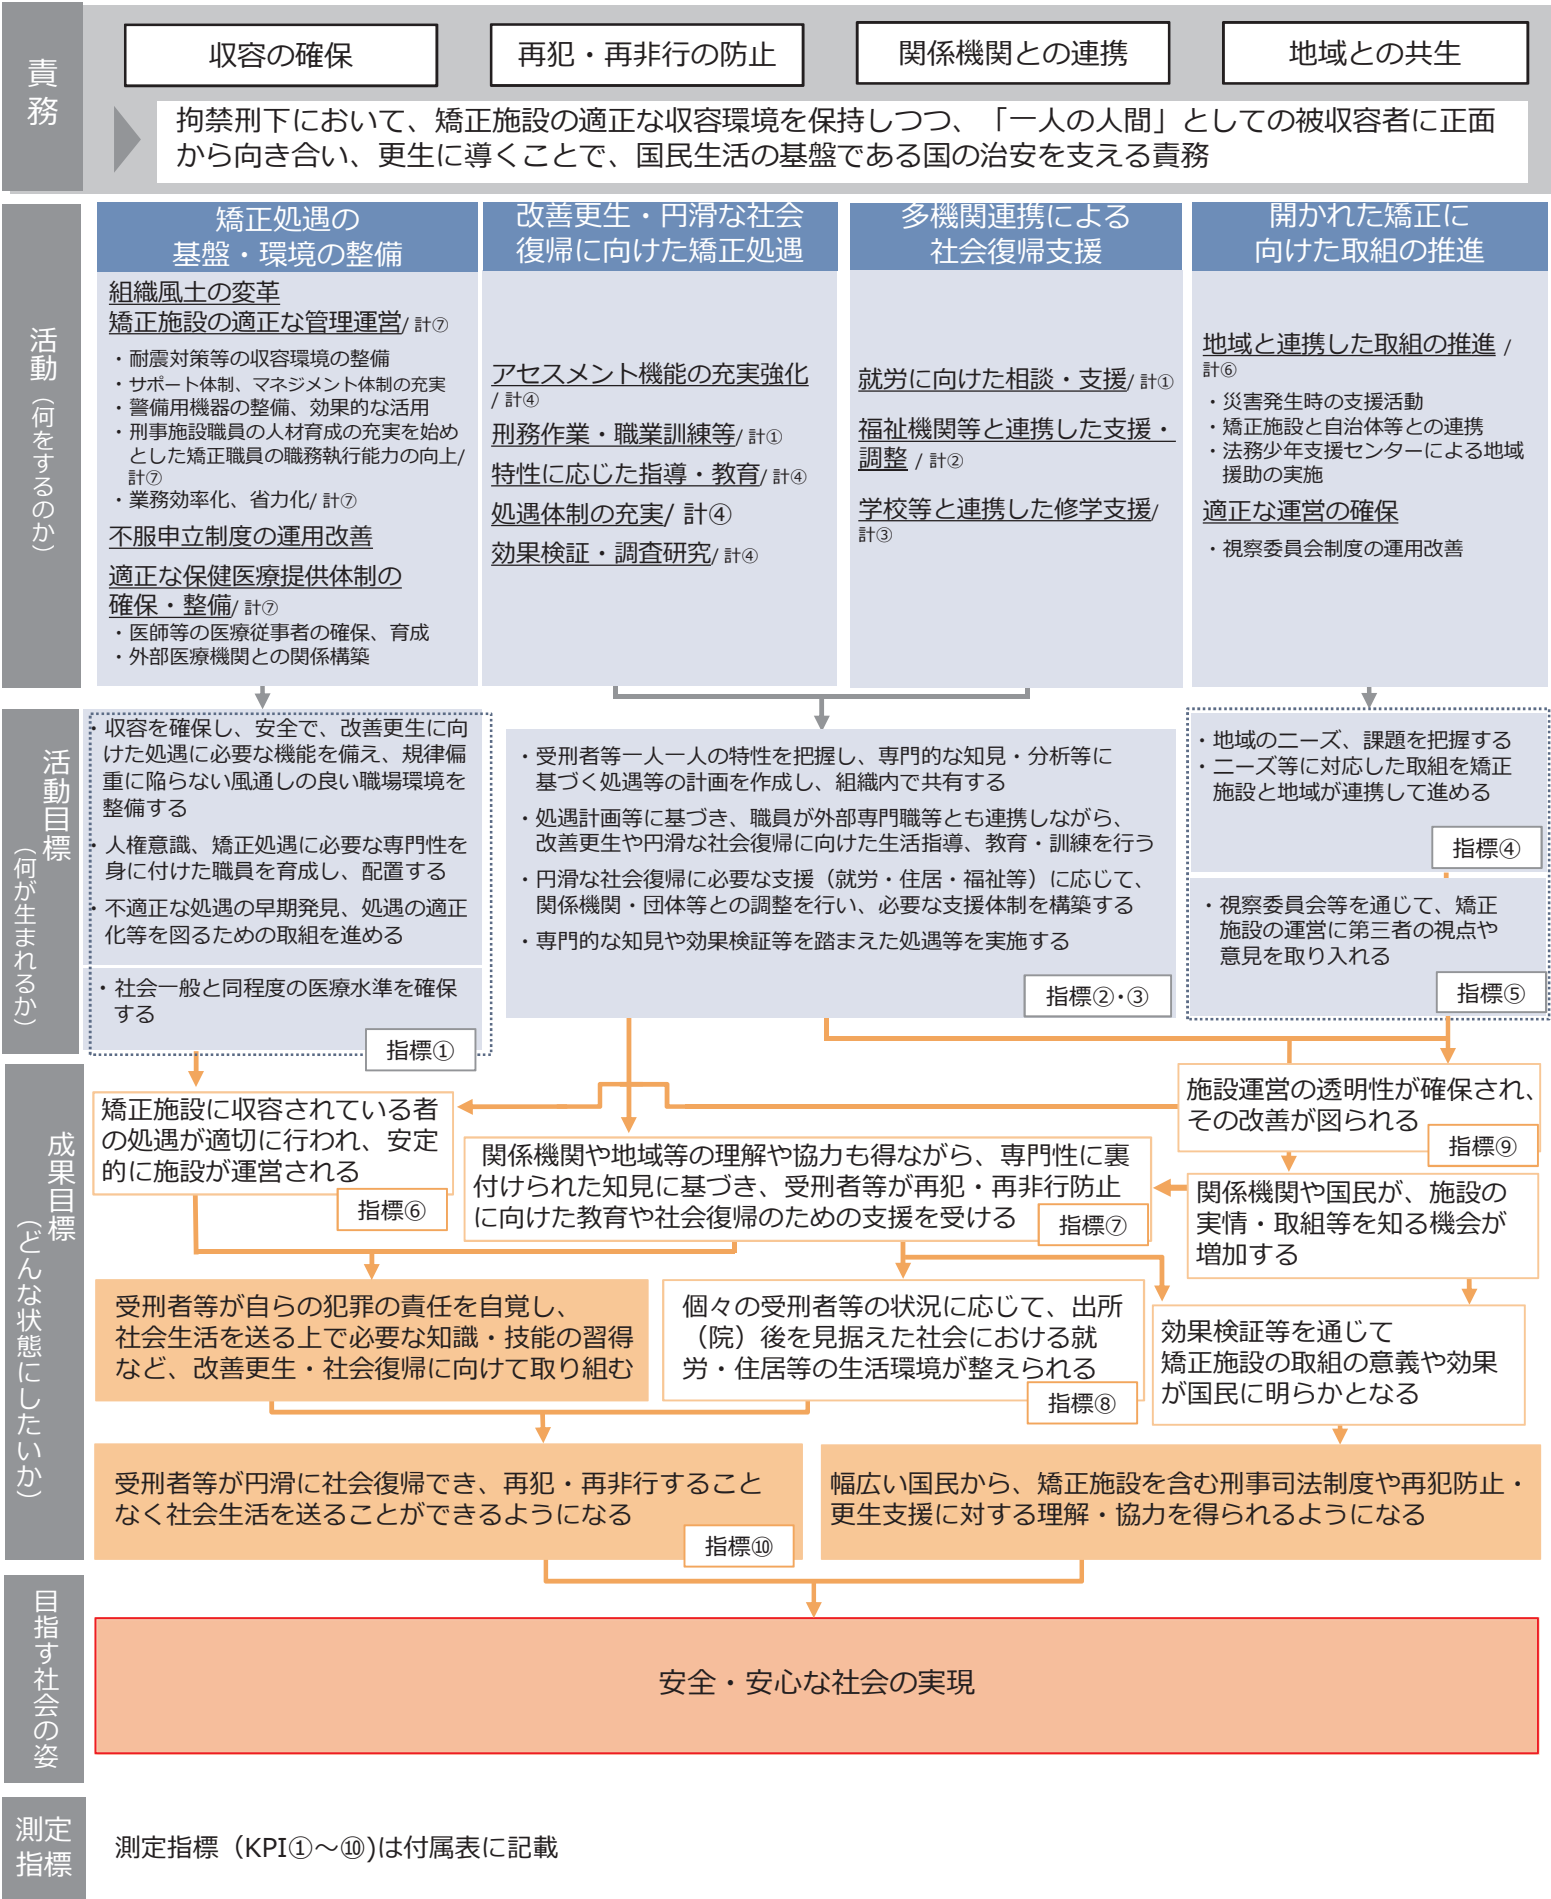 責務
収容の確保
再犯・再非行の防止
関係機関との連携
地域との共生
拘禁刑下において、矯正施設の適正な収容環境を保持しつつ、「一人の人間」としての被収容者に正面
から向き合い、更生に導くことで、国民生活の基盤である国の治安を支える責務
活動（何をするのか）
矯正処遇の
基盤・環境の整備
組織風土の変革
矯正施設の適正な管理運営/ 計⑦
・耐震対策等の収容環境の整備
・サポート体制、マネジメント体制の充実
・警備用機器の整備、効果的な活用
・刑事施設職員の人材育成の充実を始め
とした矯正職員の職務執行能力の向上/
計⑦
・業務効率化、省力化/ 計⑦
不服申立制度の運用改善
適正な保健医療提供体制の
確保・整備/ 計⑦
・医師等の医療従事者の確保、育成
・外部医療機関との関係構築
改善更生・円滑な社会
復帰に向けた矯正処遇
アセスメント機能の充実強化
/ 計④
刑務作業・職業訓練等/ 計①
特性に応じた指導・教育/ 計④
処遇体制の充実/ 計④
効果検証・調査研究/ 計④
多機関連携による
社会復帰支援
就労に向けた相談・支援/ 計①
福祉機関等と連携した支援・
調整 / 計②
学校等と連携した修学支援/
計③
開かれた矯正に
向けた取組の推進
地域と連携した取組の推進 /
計⑥
・災害発生時の支援活動
・矯正施設と自治体等との連携
・法務少年支援センターによる地域
援助の実施
適正な運営の確保
・視察委員会制度の運用改善
活動目標
（何が生まれるか）
・収容を確保し、安全で、改善更生に向
けた処遇に必要な機能を備え、規律偏
重に陥らない風通しの良い職場環境を
整備する
・人権意識、矯正処遇に必要な専門性を
身に付けた職員を育成し、配置する
・不適正な処遇の早期発見、処遇の適正
化等を図るための取組を進める
・社会一般と同程度の医療水準を確保
する
指標①
・受刑者等一人一人の特性を把握し、専門的な知見・分析等に
基づく処遇等の計画を作成し、組織内で共有する
・処遇計画等に基づき、職員が外部専門職等とも連携しながら、
改善更生や円滑な社会復帰に向けた生活指導、教育・訓練を行う
・円滑な社会復帰に必要な支援（就労・住居・福祉等）に応じて、
関係機関・団体等との調整を行い、必要な支援体制を構築する
・専門的な知見や効果検証等を踏まえた処遇等を実施する
指標②・③
・地域のニーズ、課題を把握する
・ニーズ等に対応した取組を矯正
施設と地域が連携して進める
指標④
・視察委員会等を通じて、矯正
施設の運営に第三者の視点や
意見を取り入れる
指標⑤
成果目標
（どんな状態にしたいか）
矯正施設に収容されている者
の処遇が適切に行われ、安定
的に施設が運営される
指標⑥
関係機関や地域等の理解や協力も得ながら、専門性に裏
付けられた知見に基づき、受刑者等が再犯・再非行防止
に向けた教育や社会復帰のための支援を受ける
指標⑦
施設運営の透明性が確保され、
その改善が図られる
指標⑨
関係機関や国民が、施設の
実情・取組等を知る機会が
増加する
受刑者等が自らの犯罪の責任を自覚し、
社会生活を送る上で必要な知識・技能の習得
など、改善更生・社会復帰に向けて取り組む
個々の受刑者等の状況に応じて、出所
（院）後を見据えた社会における就
労・住居等の生活環境が整えられる
指標⑧
効果検証等を通じて
矯正施設の取組の意義や効果
が国民に明らかとなる
受刑者等が円滑に社会復帰でき、再犯・再非行すること
なく社会生活を送ることができるようになる
指標⑩
幅広い国民から、矯正施設を含む刑事司法制度や再犯防止・
更生支援に対する理解・協力を得られるようになる
目指す社会の姿
安全・安心な社会の実現
測定
指標
測定指標（KPI①～⑩)は付属表に記載